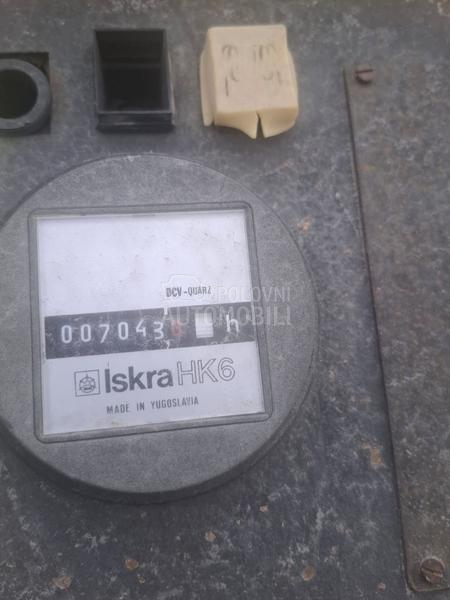 DCV-QUARZ
POLOVNI
AUTOMOBILI
007043 h
Iskra HK6
MADE IN YUGOSLAVIA